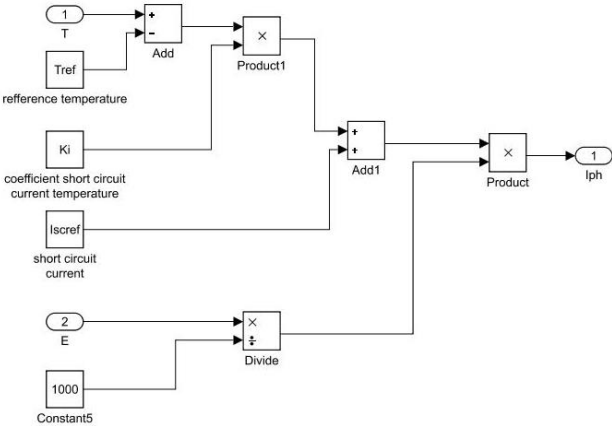 1
T
+
−
Add
×
Product1
Tref
refference temperature
Ki
coefficient short circuit
current temperature
+
+
Add1
×
Product
1
Iph
Iscref
short circuit
current
2
E
×
÷
Divide
1000
Constant5